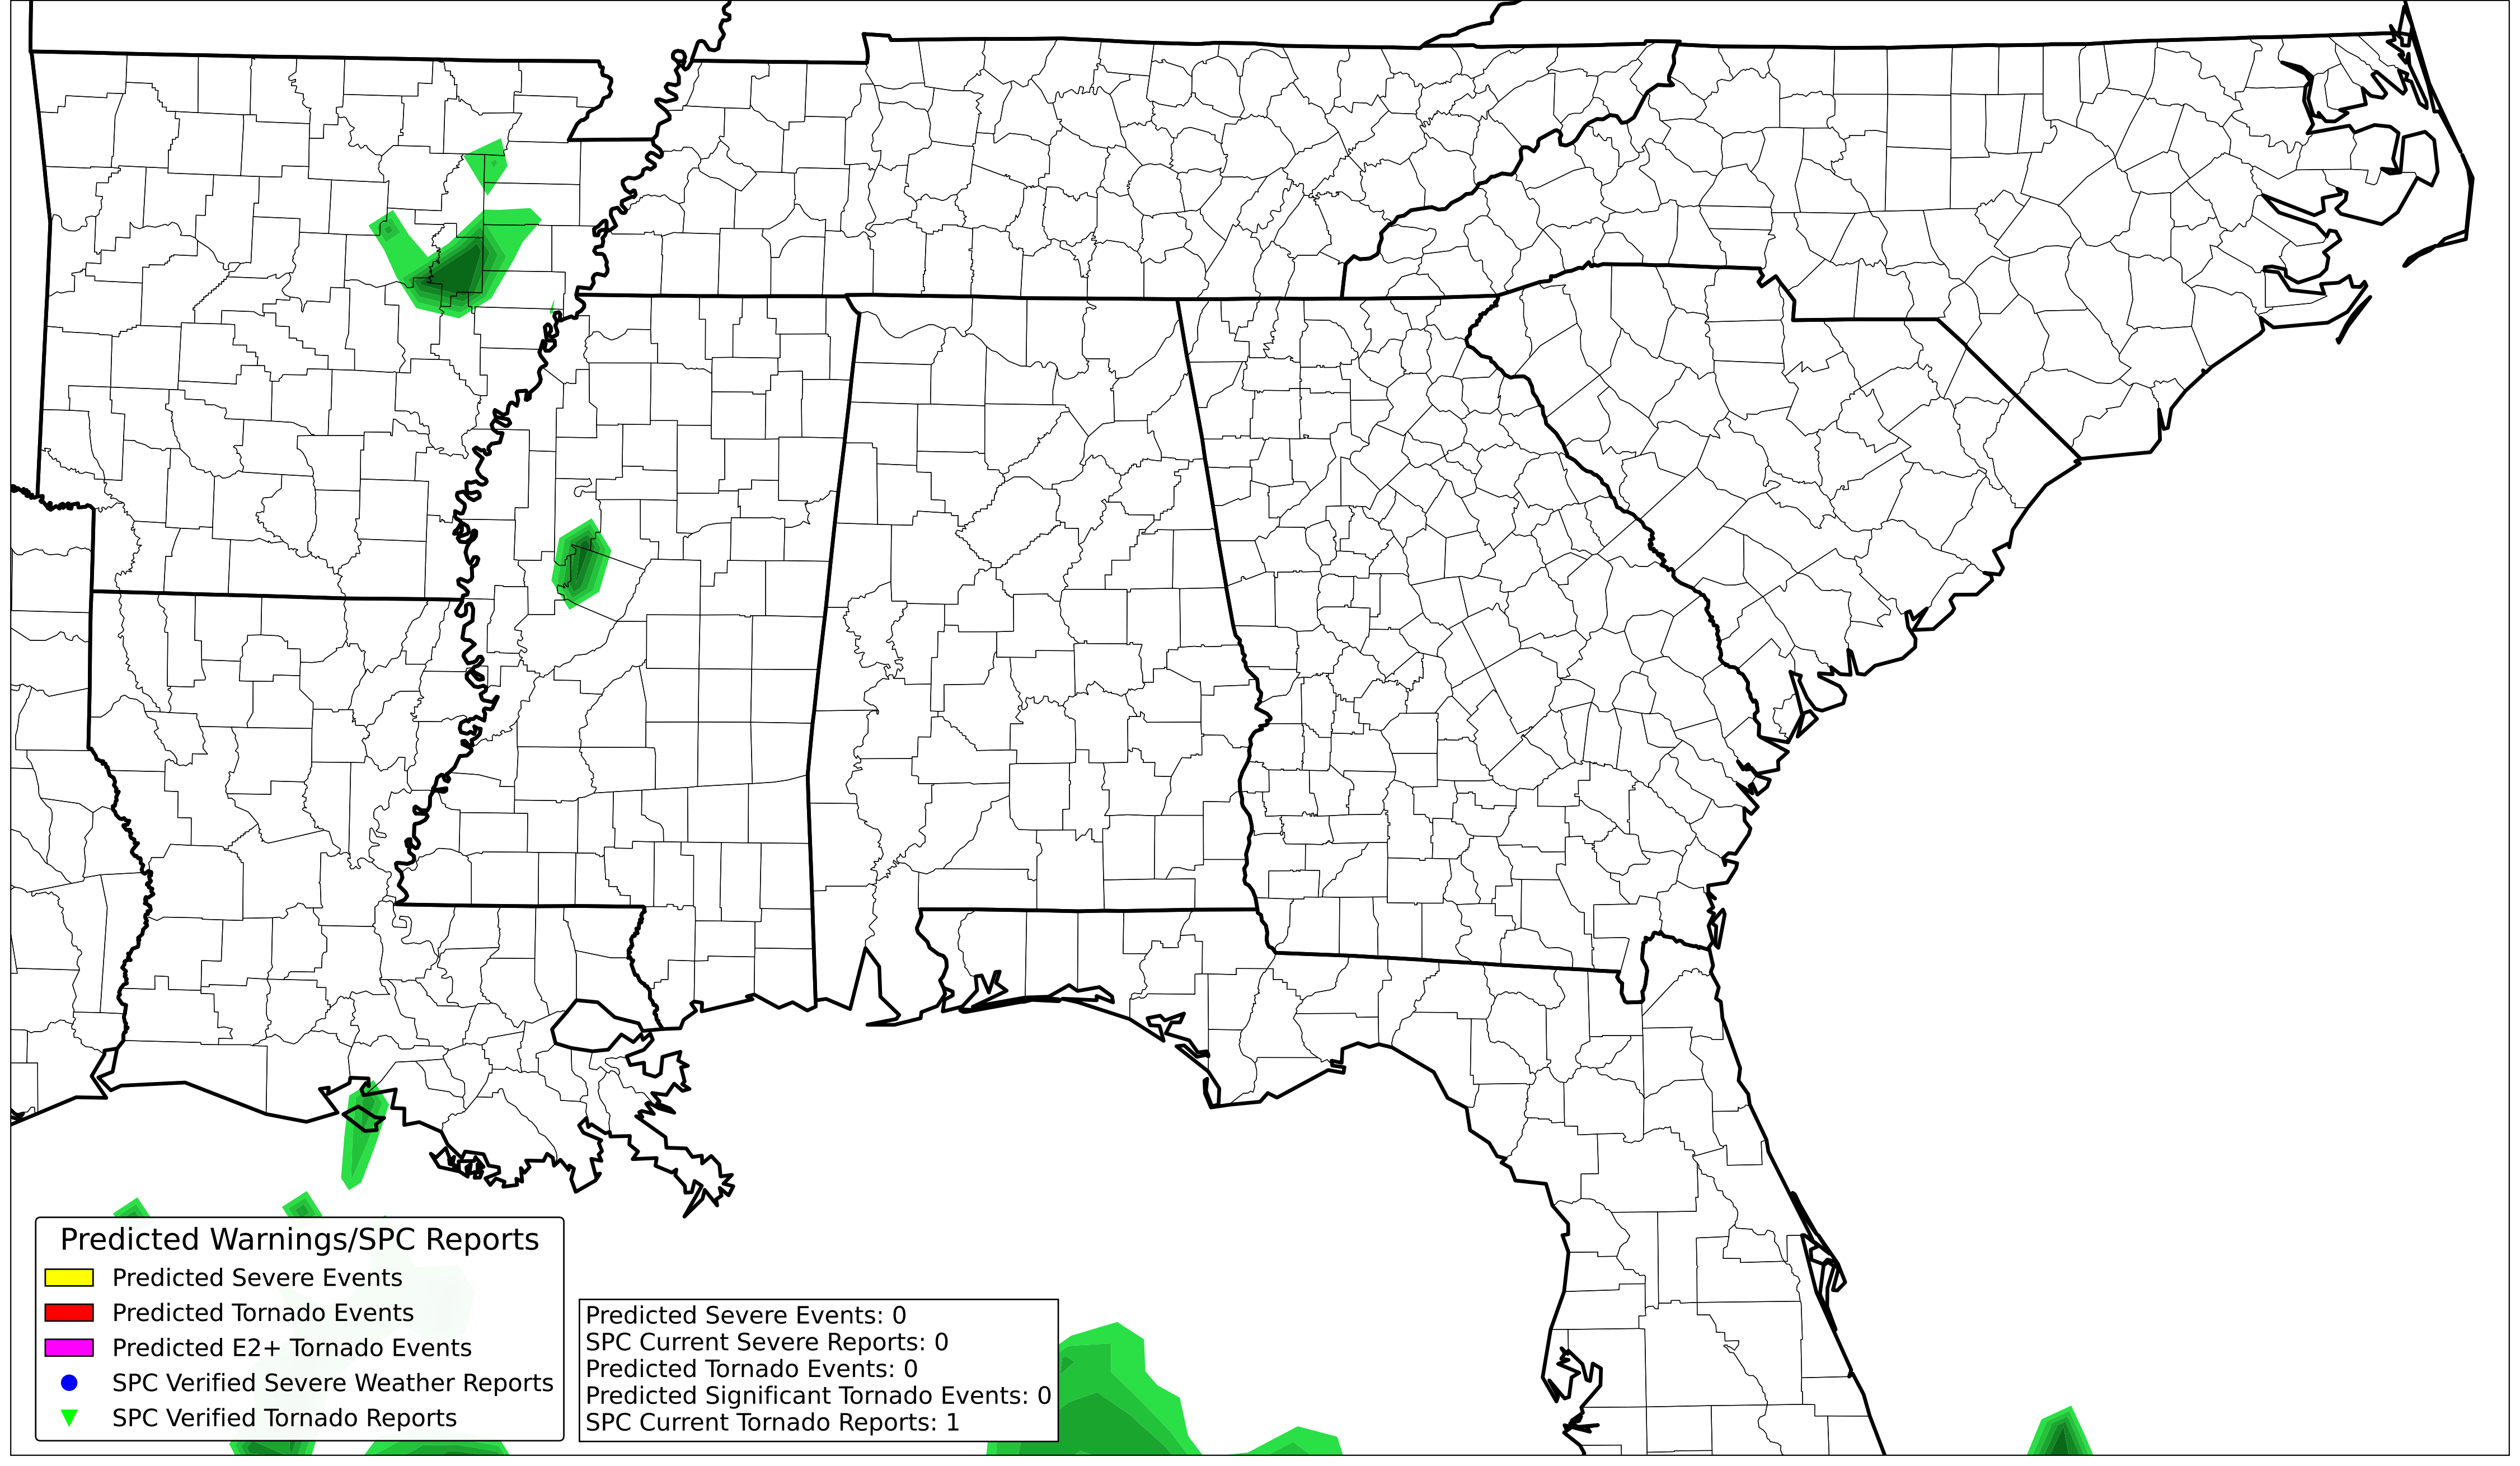 Predicted Warnings/SPC Reports
Predicted Severe Events
Predicted Tornado Events
Predicted E2+ Tornado Events
SPC Verified Severe Weather Reports
SPC Verified Tornado Reports
Predicted Severe Events: 0
SPC Current Severe Reports: 0
Predicted Tornado Events: 0
Predicted Significant Tornado Events: 0
SPC Current Tornado Reports: 1